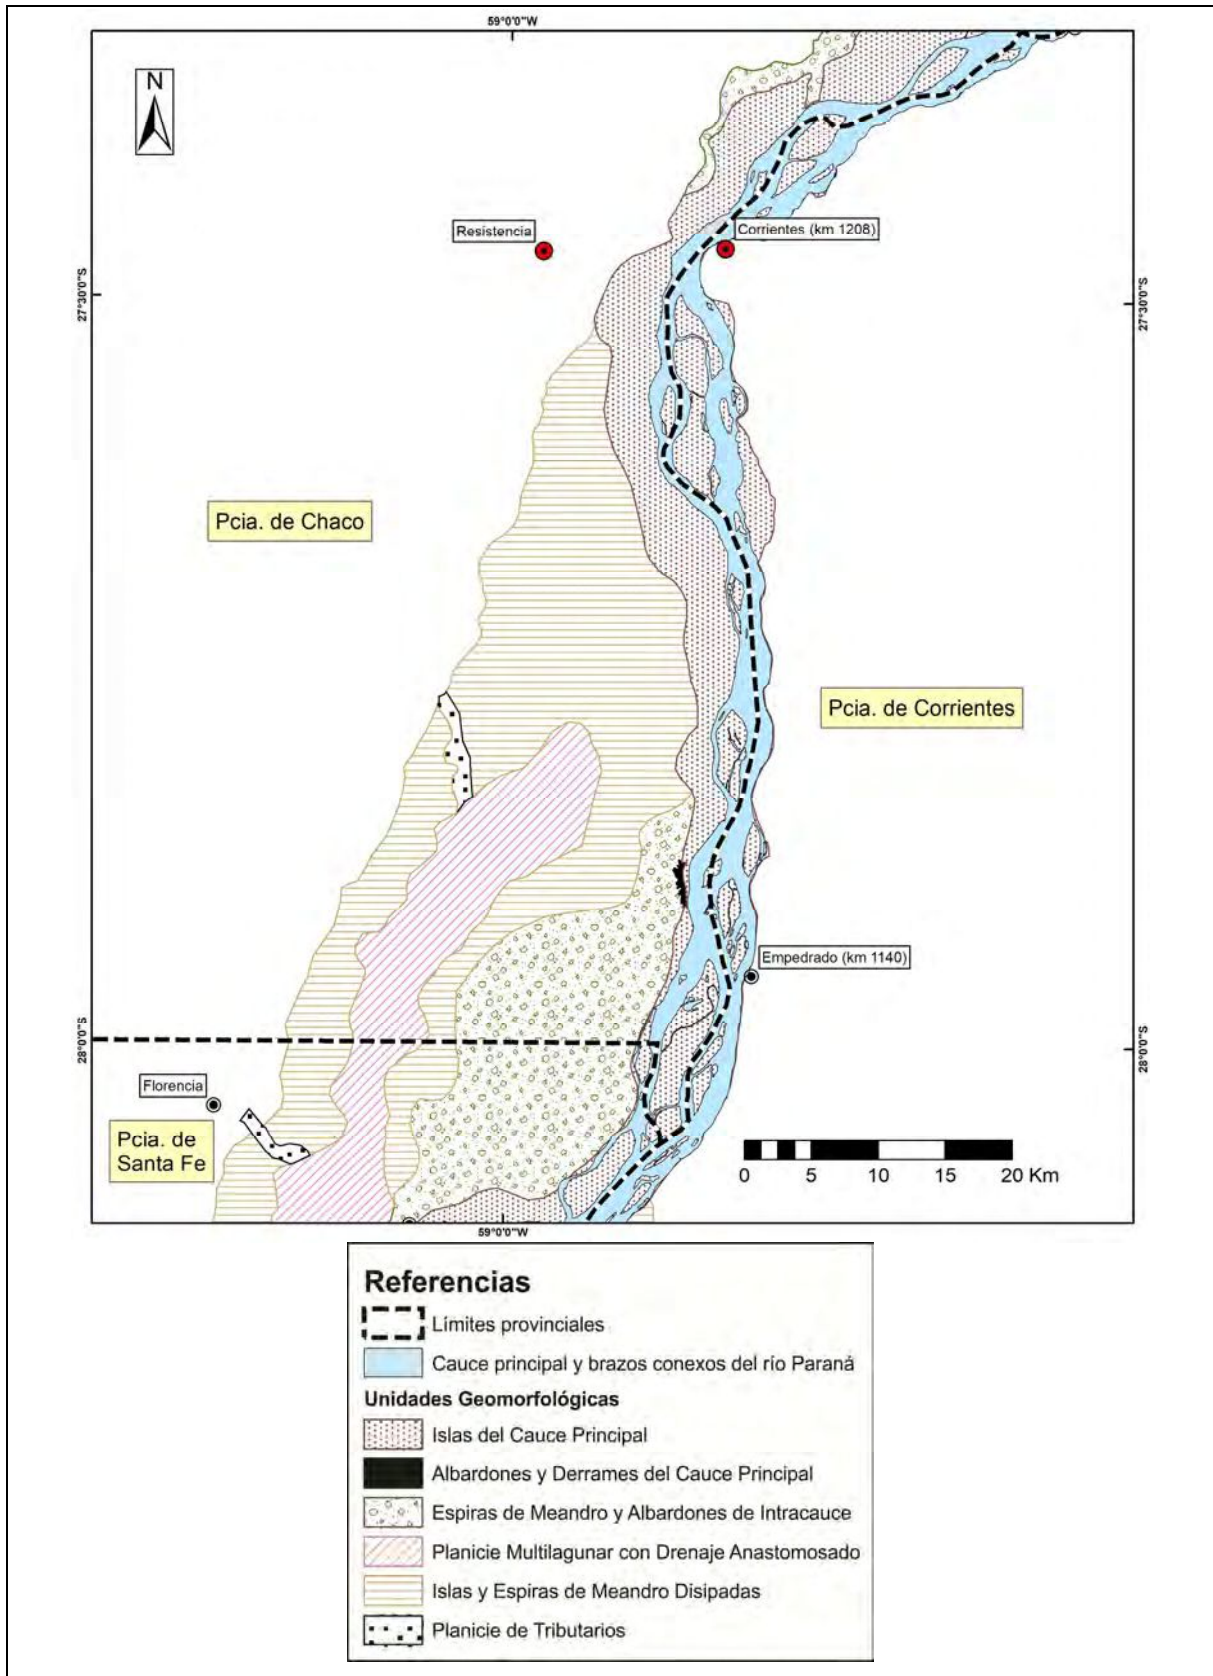 59°0'0"W
N
Resistencia
Corrientes (km 1208)
27°30'0"S
27°30'0"S
Pcia. de Chaco
Pcia. de Corrientes
Empedrado (km 1140)
28°0'0"S
28°0'0"S
Florencia
Pcia. de
Santa Fe
0 5 10 15 20 Km
59°0'0"W
Referencias
Límites provinciales
Cauce principal y brazos conexos del río Paraná
Unidades Geomorfológicas
Islas del Cauce Principal
Albardones y Derrames del Cauce Principal
Espiras de Meandro y Albardones de Intracauce
Planicie Multilagunar con Drenaje Anastomosado
Islas y Espiras de Meandro Disipadas
Planicie de Tributarios